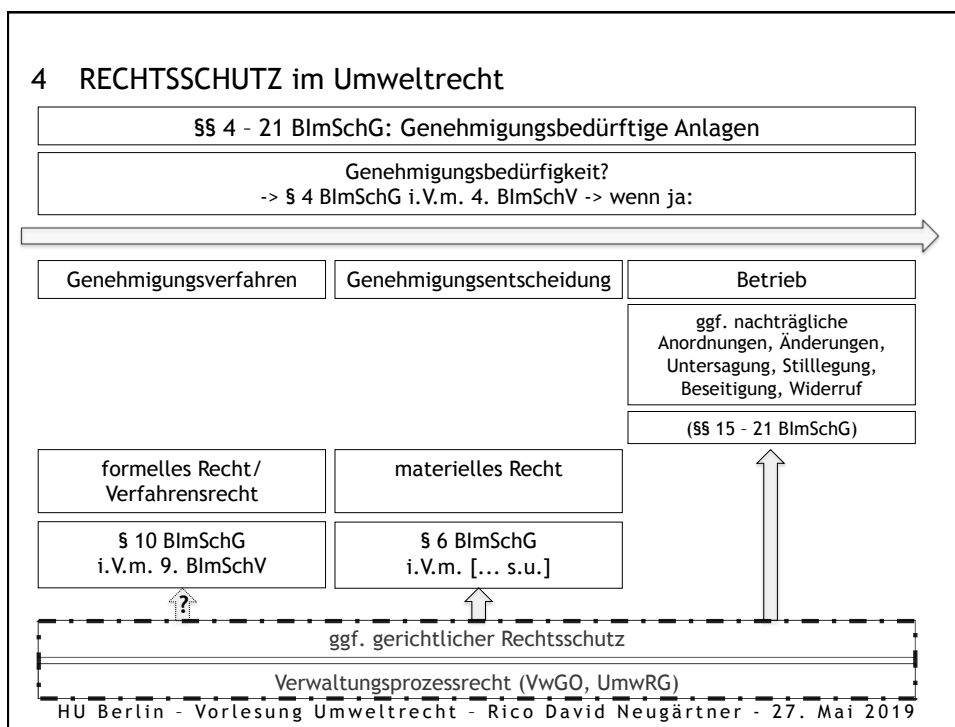 4 RECHTSSCHUTZ im Umweltrecht
§§ 4 – 21 BImSchG: Genehmigungsbedürftige Anlagen
Genehmigungsbedürfigkeit?
-> § 4 BImSchG i.V.m. 4. BImSchV -> wenn ja:
Genehmigungsverfahren
Genehmigungsentscheidung
Betrieb
ggf. nachträgliche
Anordnungen, Änderungen,
Untersagung, Stilllegung,
Beseitigung, Widerruf
(§§ 15 – 21 BImSchG)
formelles Recht/
Verfahrensrecht
materielles Recht
§ 10 BImSchG
i.V.m. 9. BImSchV
§ 6 BImSchG
i.V.m. [... s.u.]
?
ggf. gerichtlicher Rechtsschutz
Verwaltungsprozessrecht (VwGO, UmwRG)
HU Berlin – Vorlesung Umweltrecht – Rico David Neugärtner - 27. Mai 2019